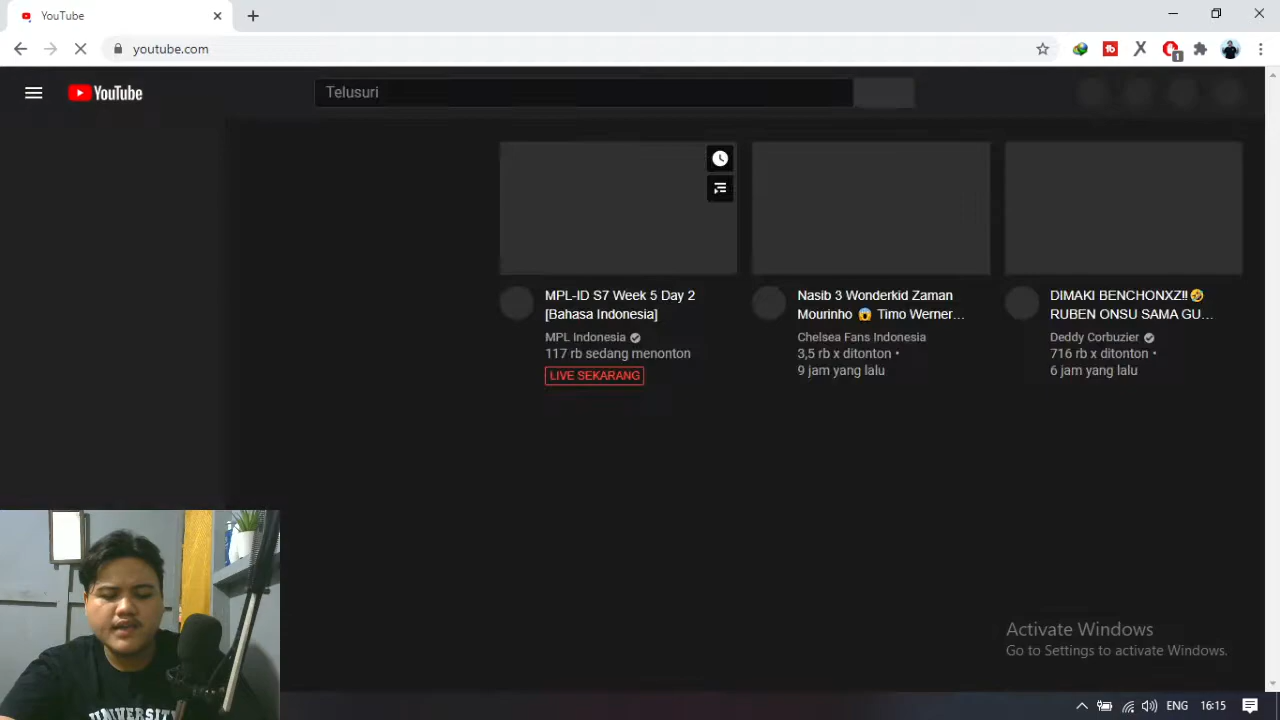 YouTube
youtube.com
1
YouTube
Telusuri
MPL-ID S7 Week 5 Day 2
[Bahasa Indonesia]
MPL Indonesia
117 rb sedang menonton
LIVE SEKARANG
Nasib 3 Wonderkid Zaman
Mourinho 😱 Timo Werner...
Chelsea Fans Indonesia
3,5 rb x ditonton •
9 jam yang lalu
DIMAKI BENCHONXZ!!🤣
RUBEN ONSU SAMA GU...
Deddy Corbuzier
716 rb x ditonton •
6 jam yang lalu
UNIVERSITY
Activate Windows
Go to Settings to activate Windows.
ENG
16:15